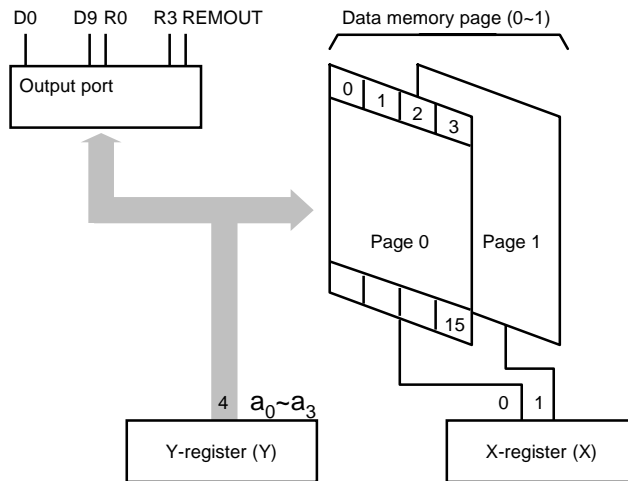 D0 D9 R0 R3 REMOUT
Data memory page (0~1)
Output port
0 1 2 3
Page 0 Page 1
15
4 a0~a3
0 1
Y-register (Y)
X-register (X)